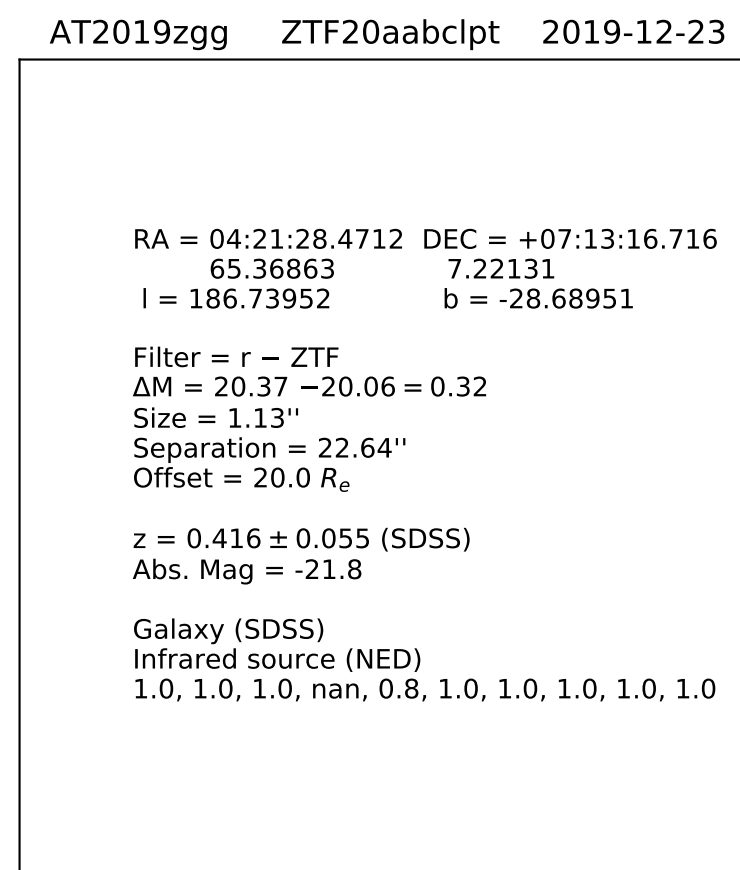 AT2019zgg ZTF20aabclpt 2019-12-23
RA = 04:21:28.4712 DEC = +07:13:16.716
65.36863 7.22131
l = 186.73952 b = -28.68951
Filter = r − ZTF
ΔM = 20.37 −20.06 = 0.32
Size = 1.13''
Separation = 22.64''
Offset = 20.0 Rₑ
z = 0.416 ± 0.055 (SDSS)
Abs. Mag = -21.8
Galaxy (SDSS)
Infrared source (NED)
1.0, 1.0, 1.0, nan, 0.8, 1.0, 1.0, 1.0, 1.0, 1.0